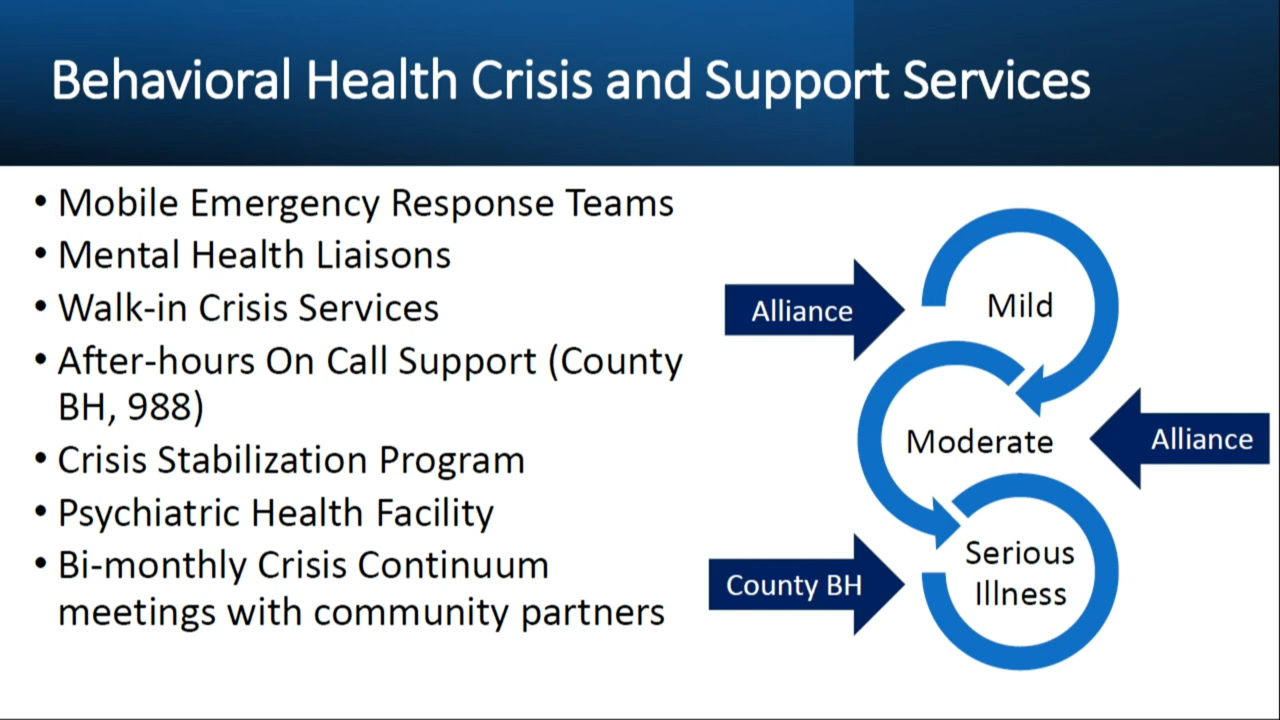 Behavioral Health Crisis and Support Services
• Mobile Emergency Response Teams
• Mental Health Liaisons
• Walk-in Crisis Services
• After-hours On Call Support (County
BH, 988)
• Crisis Stabilization Program
• Psychiatric Health Facility
• Bi-monthly Crisis Continuum
meetings with community partners
Alliance
Mild
Moderate
Alliance
County BH
Serious
Illness